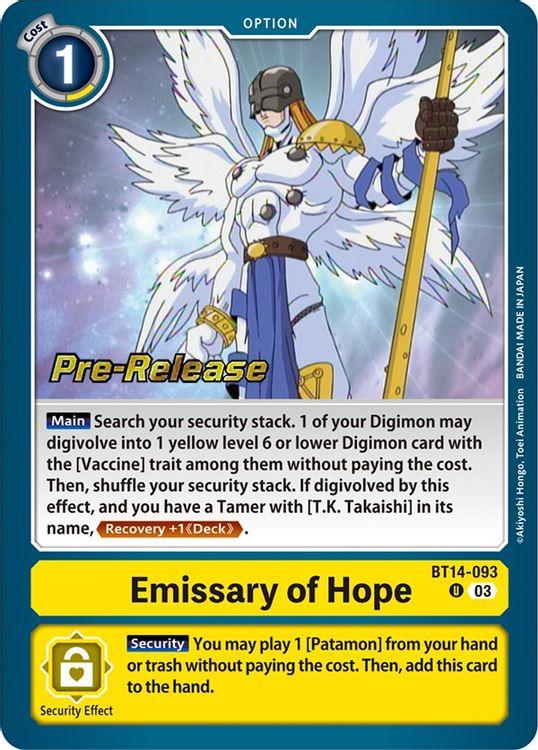 OPTION
Cost
1
Pre-Release
Main Search your security stack. 1 of your Digimon may
digivolve into 1 yellow level 6 or lower Digimon card with
the [Vaccine] trait among them without paying the cost.
Then, shuffle your security stack. If digivolved by this
effect, and you have a Tamer with [T.K. Takaishi] in its
name, Recovery +1《Deck》.
©Akiyoshi Hongo, Toei Animation BANDAI MADE IN JAPAN
BT14-093
Emissary of Hope
U 03
Security You may play 1 [Patamon] from your hand
or trash without paying the cost. Then, add this card
to the hand.
Security Effect